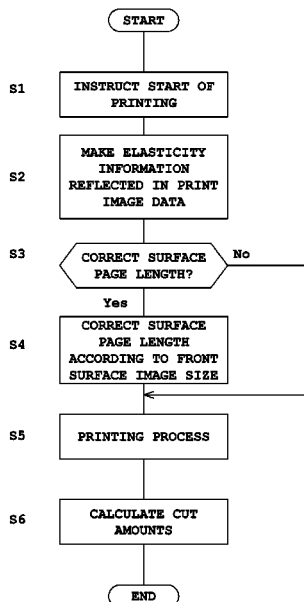 START
S1
INSTRUCT START OF
PRINTING
S2
MAKE ELASTICITY
INFORMATION
REFLECTED IN PRINT
IMAGE DATA
S3
CORRECT SURFACE
PAGE LENGTH?
No
Yes
S4
CORRECT SURFACE
PAGE LENGTH
ACCORDING TO FRONT
SURFACE IMAGE SIZE
S5
PRINTING PROCESS
S6
CALCULATE CUT
AMOUNTS
END